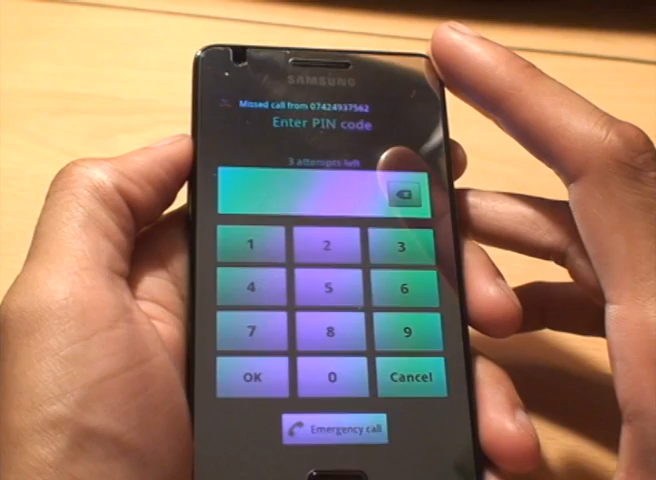 SAMSUNG
Missed call from 07424937562
Enter PIN code
3 attempts left
1 2 3
4 5 6
7 8 9
OK 0 Cancel
Emergency call